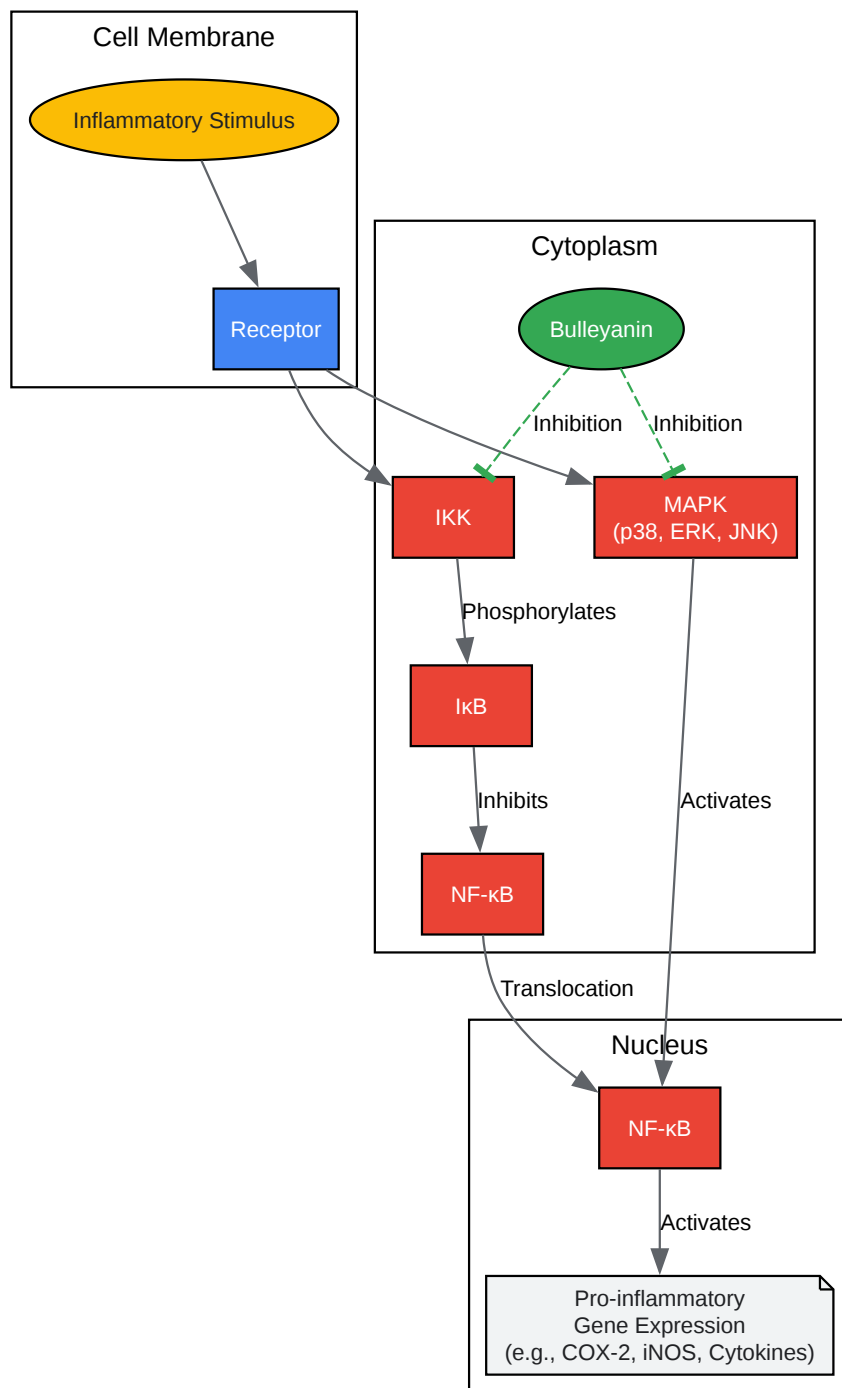 Cell Membrane
Inflammatory Stimulus
Receptor
Cytoplasm
Bulleyanin
Inhibition
Inhibition
IKK
MAPK
(p38, ERK, JNK)
Phosphorylates
IκB
Inhibits
Activates
NF-κB
Translocation
Nucleus
NF-κB
Activates
Pro-inflammatory
Gene Expression
(e.g., COX-2, iNOS, Cytokines)